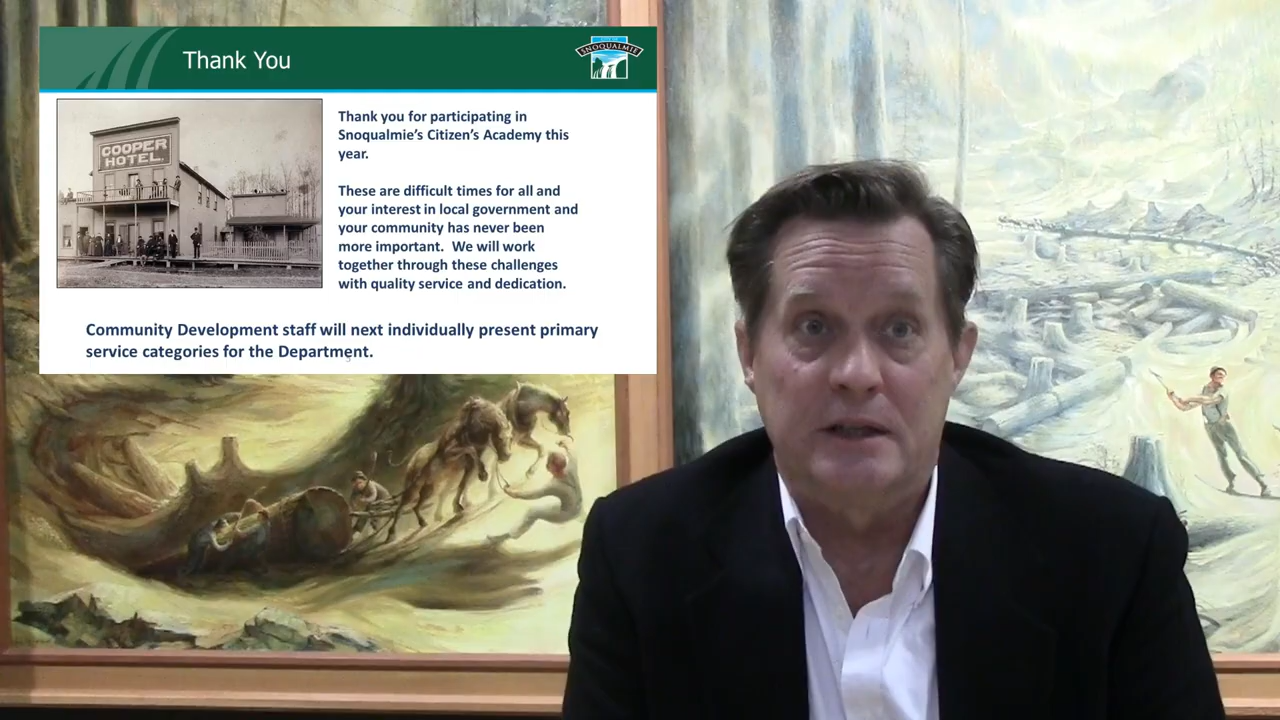 Thank You
CITY OF
SNOQUALMIE
COOPER
HOTEL.
Thank you for participating in
Snoqualmie's Citizen's Academy this
year.
These are difficult times for all and
your interest in local government and
your community has never been
more important. We will work
together through these challenges
with quality service and dedication.
Community Development staff will next individually present primary
service categories for the Department.